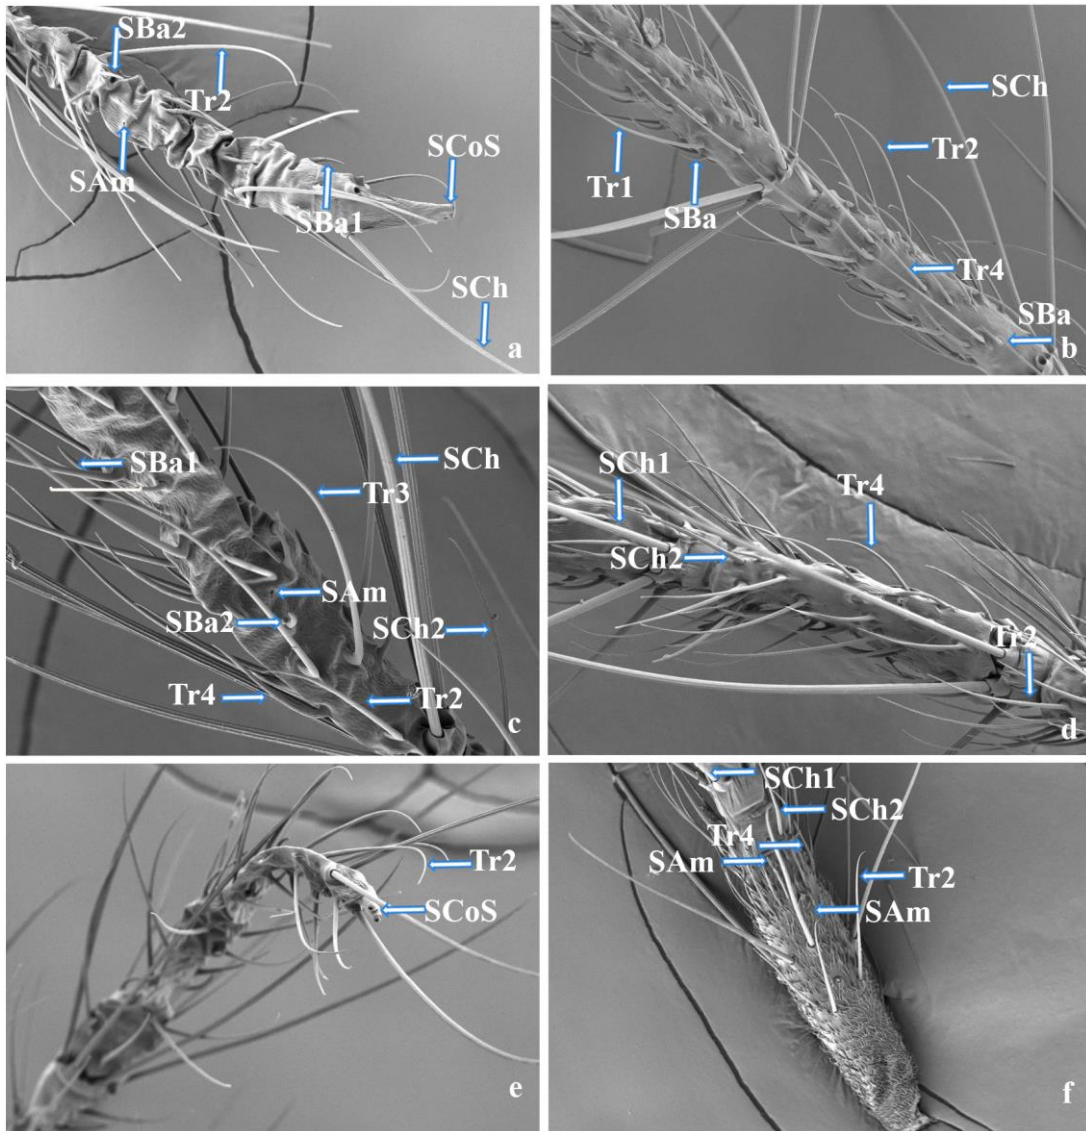 SBa2
Tr2
SAm
SCoS
SBa1
SCh
a
SCh
Tr2
Tr1
SBa
Tr4
SBa
b
SBa1
SCh
Tr3
SAm
SBa2
SCh2
Tr4
Tr2
c
SCh1
Tr4
SCh2
Tr2
d
Tr2
SCoS
e
SCh1
SCh2
Tr4
SAm
Tr2
SAm
f